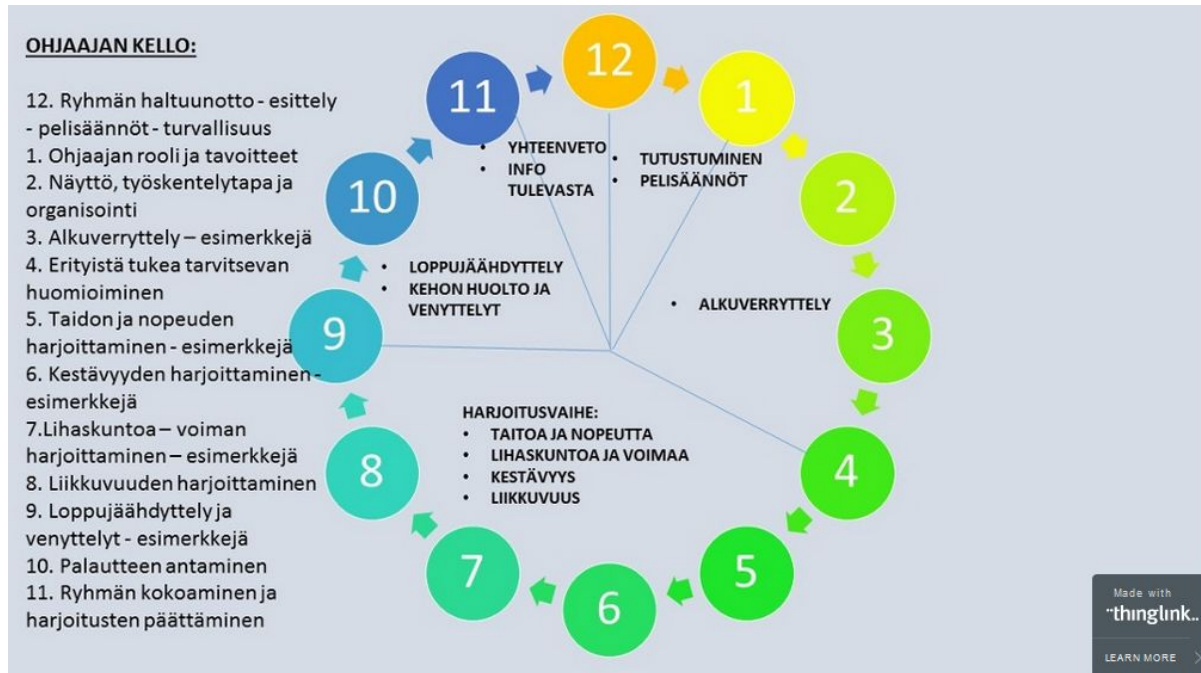 OHJAAJAN KELLO:
12. Ryhmän haltuunotto - esittely
- pelisäännöt - turvallisuus
1. Ohjaajan rooli ja tavoitteet
2. Näyttö, työskentelytapa ja
organisointi
3. Alkuverryttely – esimerkkejä
4. Erityistä tukea tarvitsevan
huomioiminen
5. Taidon ja nopeuden
harjoittaminen - esimerkkejä
6. Kestävyyden harjoittaminen -
esimerkkejä
7.Lihaskuntoa – voiman
harjoittaminen – esimerkkejä
8. Liikkuvuuden harjoittaminen
9. Loppujäähdyttely ja
venyttelyt - esimerkkejä
10. Palautteen antaminen
11. Ryhmän kokoaminen ja
harjoitusten päättäminen
12
1
2
3
4
5
6
7
8
9
10
11
• YHTEENVETO
• INFO
TULEVASTA
• TUTUSTUMINEN
• PELISÄÄNNÖT
• ALKUVERRYTTELY
• LOPPUJÄÄHDYTTELY
• KEHON HUOLTO JA
VENYTTELYT
HARJOITUSVAIHE:
• TAITOA JA NOPEUTTA
• LIHASKUNTOA JA VOIMAA
• KESTÄVYYS
• LIIKKUVUUS
Made with
¨thınglınk..
LEARN MORE